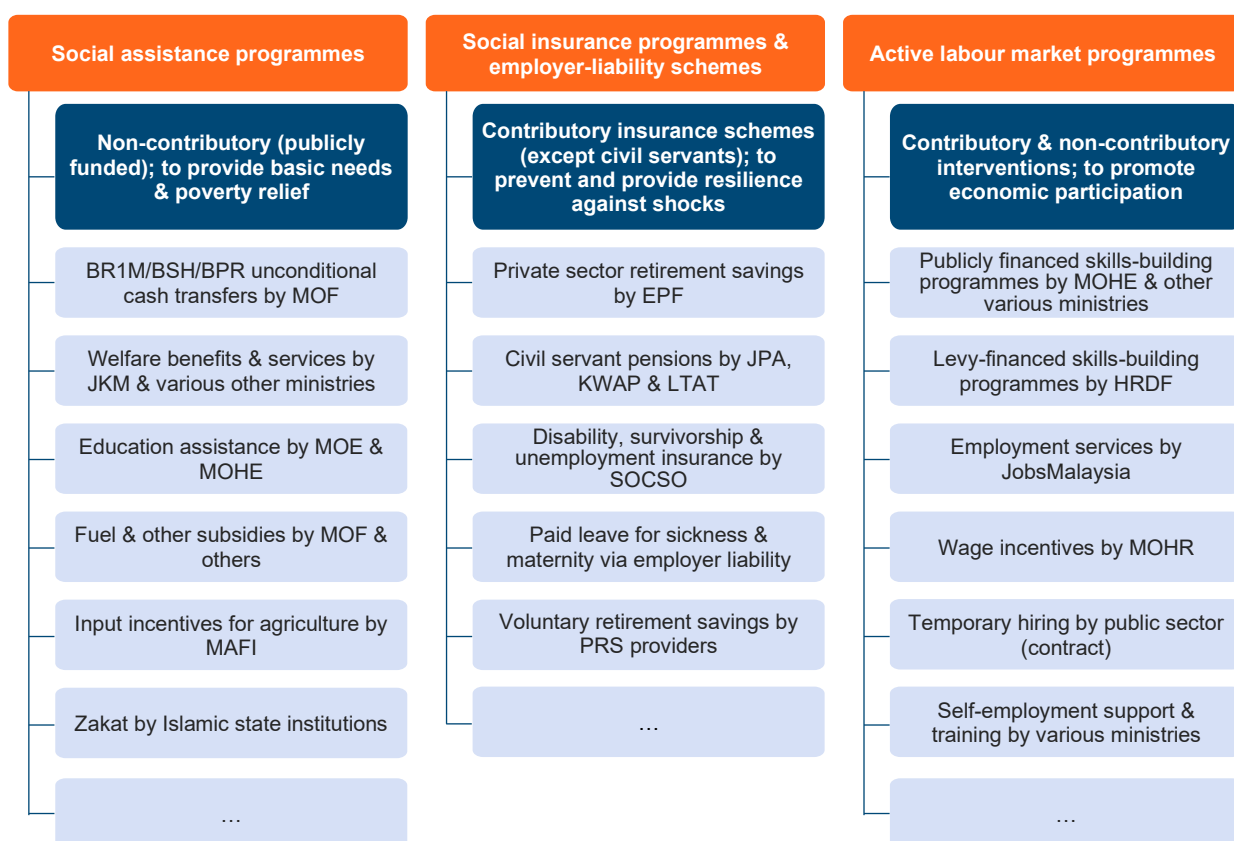 Social assistance programmes
Non-contributory (publicly
funded); to provide basic needs
& poverty relief
BR1M/BSH/BPR unconditional
cash transfers by MOF
Welfare benefits & services by
JKM & various other ministries
Education assistance by MOE &
MOHE
Fuel & other subsidies by MOF &
others
Input incentives for agriculture by
MAFI
Zakat by Islamic state institutions
…
Social insurance programmes &
employer-liability schemes
Contributory insurance schemes
(except civil servants); to
prevent and provide resilience
against shocks
Private sector retirement savings
by EPF
Civil servant pensions by JPA,
KWAP & LTAT
Disability, survivorship &
unemployment insurance by
SOCSO
Paid leave for sickness &
maternity via employer liability
Voluntary retirement savings by
PRS providers
…
Active labour market programmes
Contributory & non-contributory
interventions; to promote
economic participation
Publicly financed skills-building
programmes by MOHE & other
various ministries
Levy-financed skills-building
programmes by HRDF
Employment services by
JobsMalaysia
Wage incentives by MOHR
Temporary hiring by public sector
(contract)
Self-employment support &
training by various ministries
…